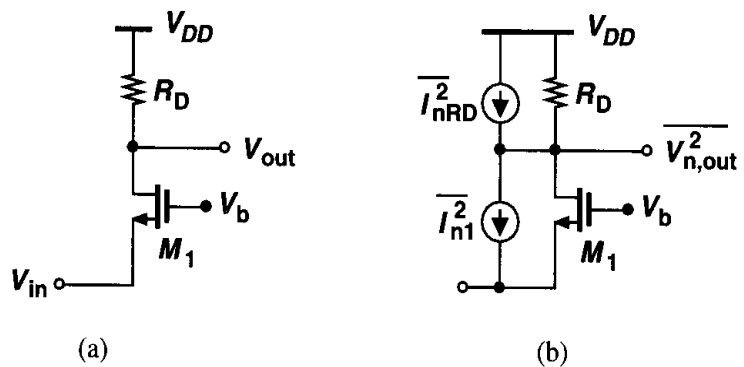 V_DD
R_D
V_out
V_b
M_1
V_in
(a)
V_DD
I²_nRD
R_D
V²_n,out
I²_n1
V_b
M_1
(b)